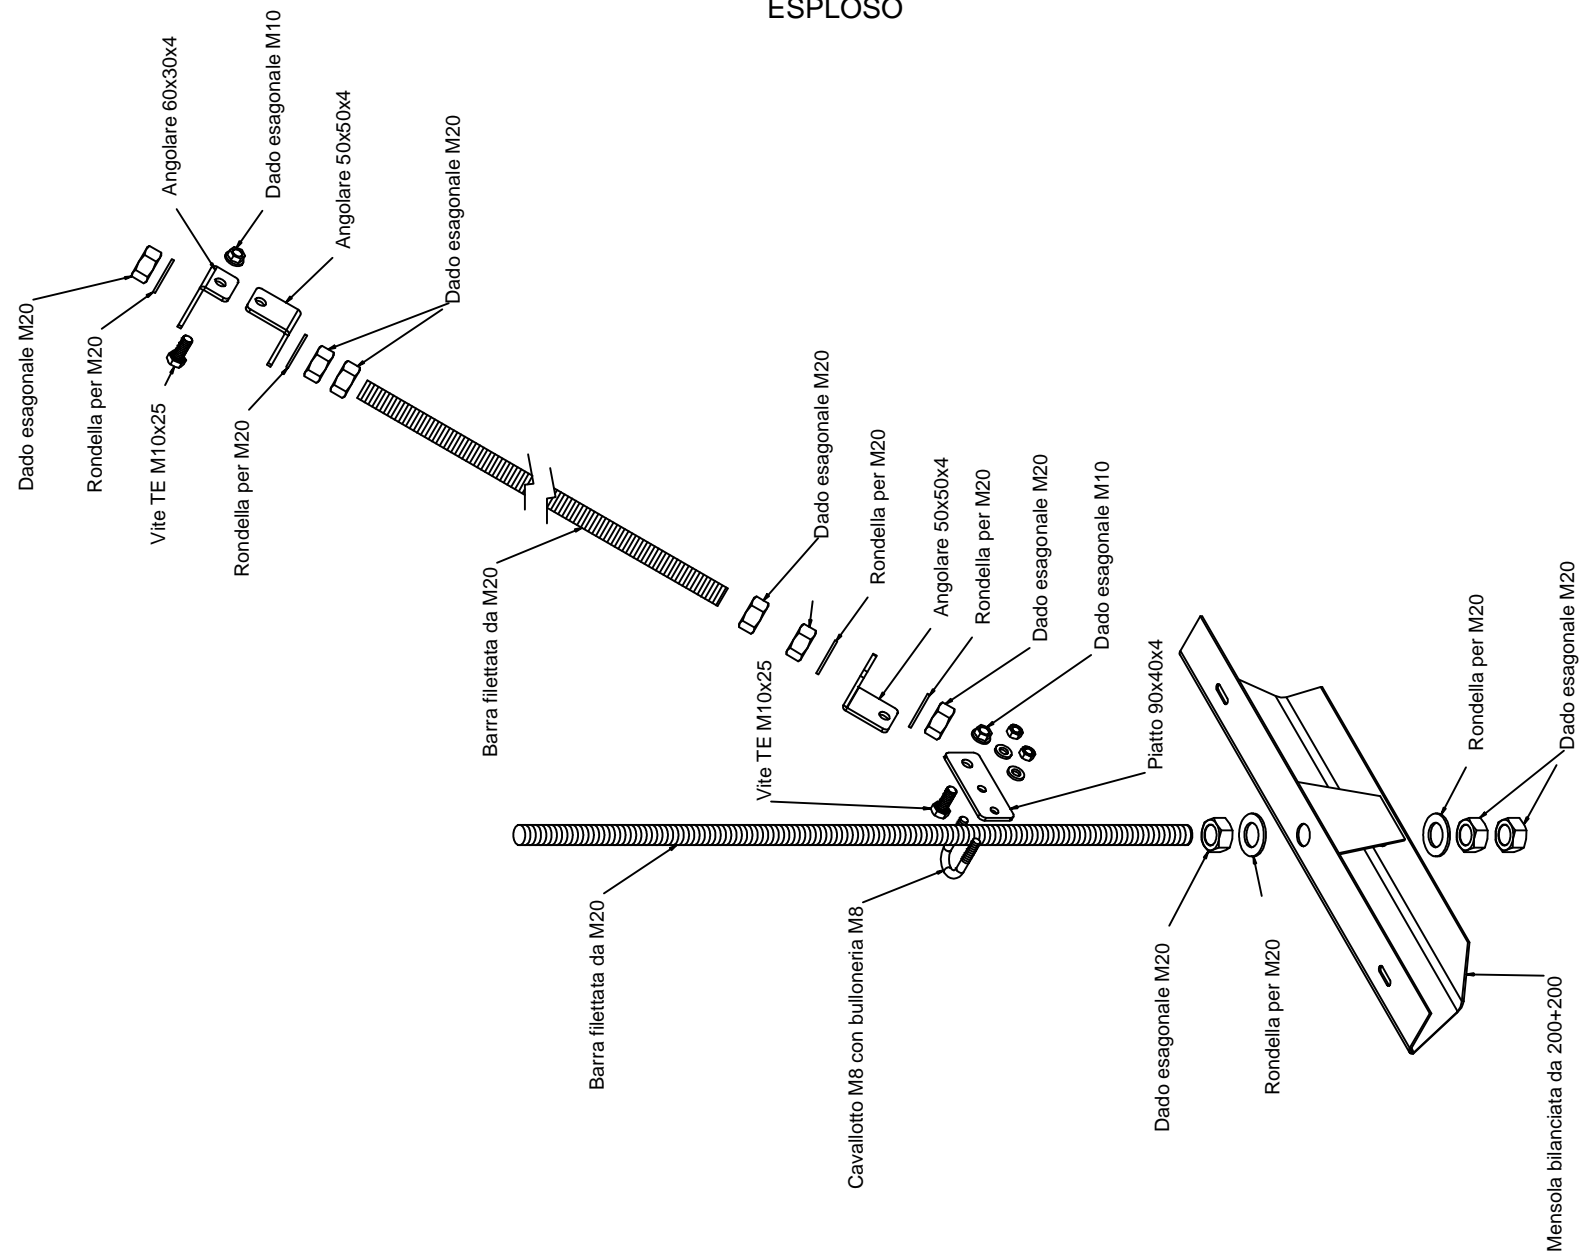 ESPLOSO
Dado esagonale M20
Rondella per M20
Vite TE M10x25
Angolare 60x30x4
Rondella per M20
Dado esagonale M10
Angolare 50x50x4
Dado esagonale M20
Barra filettata da M20
Dado esagonale M20
Rondella per M20
Angolare 50x50x4
Rondella per M20
Dado esagonale M20
Dado esagonale M10
Vite TE M10x25
Piatto 90x40x4
Barra filettata da M20
Cavallotto M8 con bulloneria M8
Dado esagonale M20
Rondella per M20
Rondella per M20
Dado esagonale M20
Mensola bilanciata da 200+200